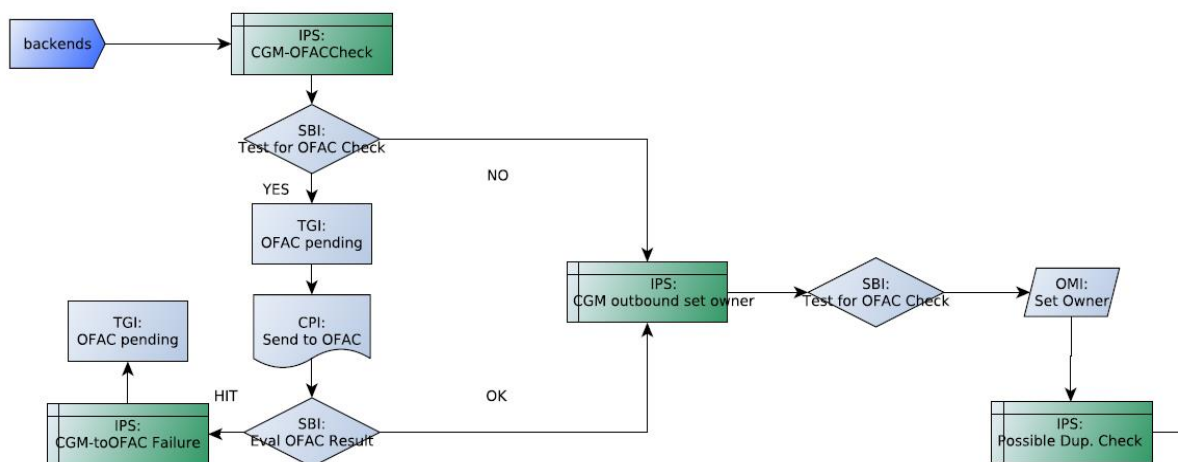 backends
IPS:
CGM-OFACCheck
SBI:
Test for OFAC Check
NO
YES
TGI:
OFAC pending
IPS:
CGM outbound set owner
SBI:
Test for OFAC Check
OMI:
Set Owner
TGI:
OFAC pending
CPI:
Send to OFAC
HIT
OK
IPS:
CGM-toOFAC Failure
SBI:
Eval OFAC Result
IPS:
Possible Dup. Check